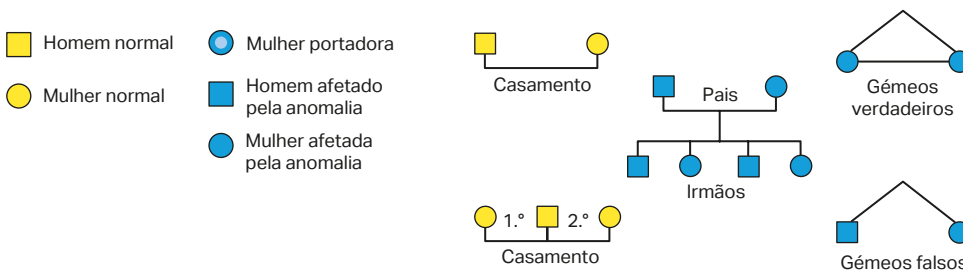 Homem normal
Mulher normal
Mulher portadora
Homem afetado
pela anomalia
Mulher afetada
pela anomalia
Casamento
1.° 2.°
Casamento
Pais
Irmãos
Gémeos
verdadeiros
Gémeos falsos